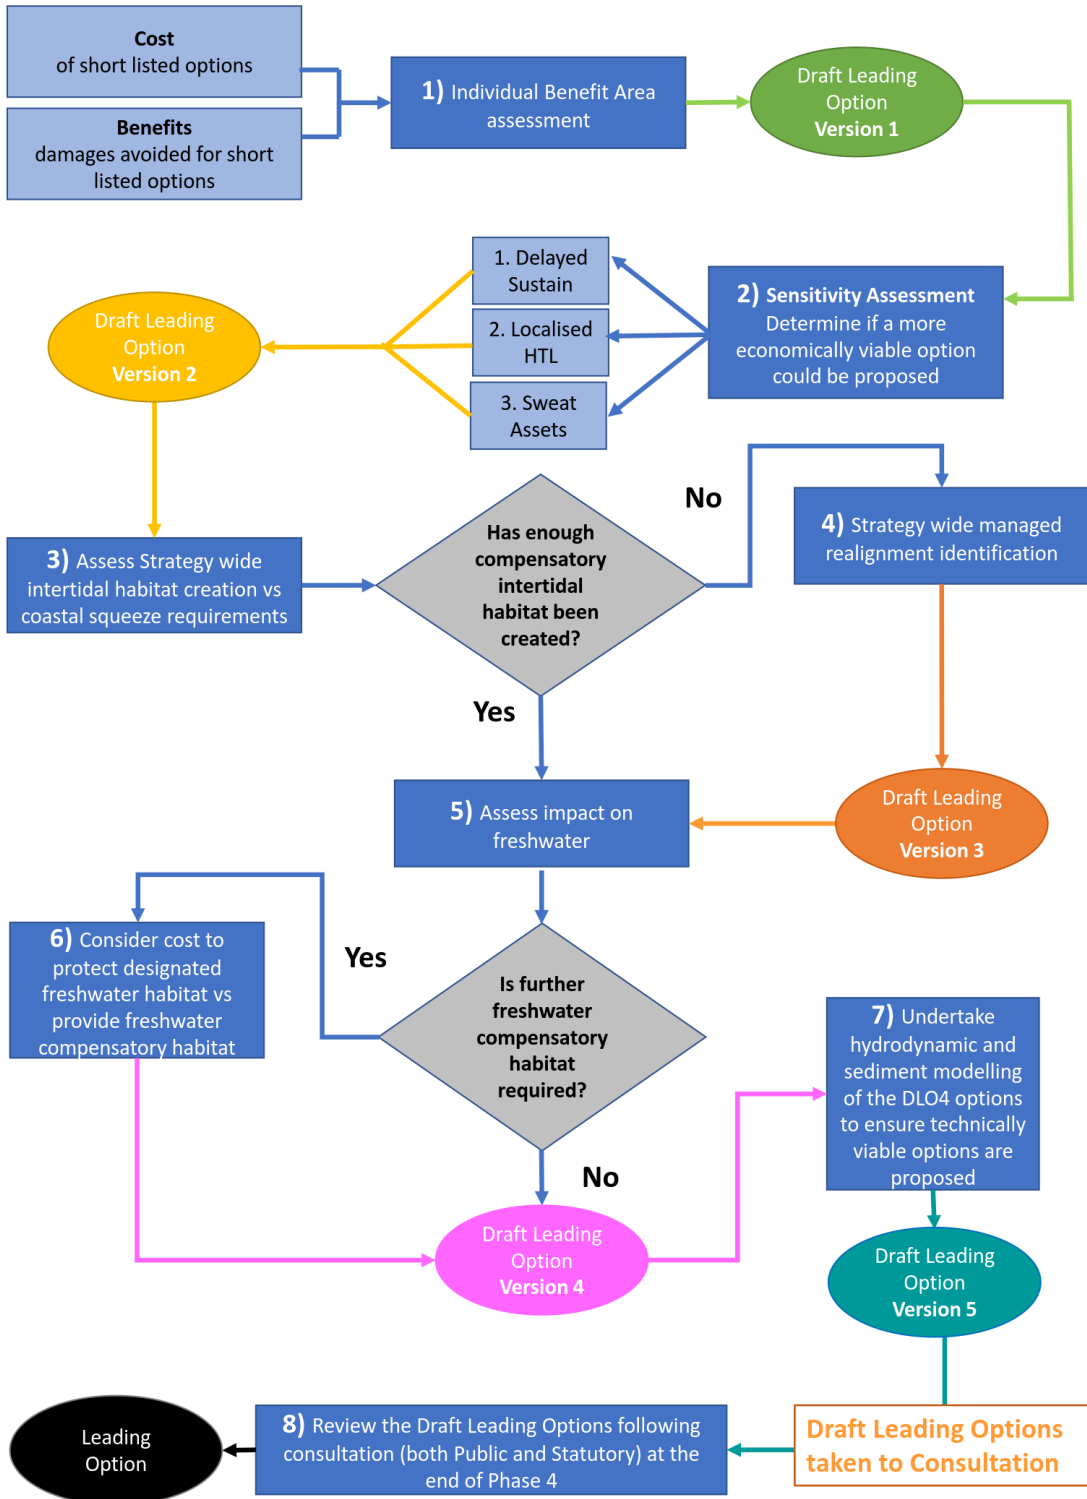 Cost
of short listed options
Benefits
damages avoided for short
listed options
1) Individual Benefit Area
assessment
Draft Leading
Option
Version 1
2) Sensitivity Assessment
Determine if a more
economically viable option
could be proposed
1. Delayed
Sustain
2. Localised
HTL
3. Sweat
Assets
Draft Leading
Option
Version 2
3) Assess Strategy wide
intertidal habitat creation vs
coastal squeeze requirements
Has enough
compensatory
intertidal
habitat been
created?
No
4) Strategy wide managed
realignment identification
Yes
Draft Leading
Option
Version 3
5) Assess impact on
freshwater
Is further
freshwater
compensatory
habitat
required?
Yes
6) Consider cost to
protect designated
freshwater habitat vs
provide freshwater
compensatory habitat
No
Draft Leading
Option
Version 4
7) Undertake
hydrodynamic and
sediment modelling
of the DLO4 options
to ensure technically
viable options are
proposed
Draft Leading
Option
Version 5
Draft Leading Options
taken to Consultation
8) Review the Draft Leading Options following
consultation (both Public and Statutory) at the
end of Phase 4
Leading
Option